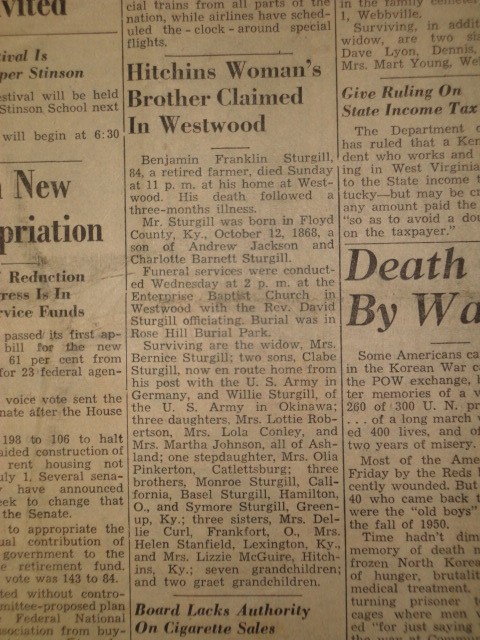 nvited
tival Is
per Stinson
estival will be held
Stinson School next
will begin at 6:30
New
priation
Reduction
ress Is In
rvice Funds
passed its first ap-
bill for the new
61 per cent from
for 23 federal agen-
voice vote sent the
nate after the House
198 to 106 to halt
aided construction of
rent housing not
uly 1. Several sena-
have announced
eek to change that
the Senate.
to appropriate the
ual contribution of
government to the
e retirement fund.
vote was 143 to 84.
ted without contro-
mittee-proposed plan
Federal National
sociation from buy-
cial trains from all parts of the
nation, while airlines have sched-
uled the - clock - around special
flights.
Hitchins Woman's
Brother Claimed
In Westwood
Benjamin Franklin Sturgill,
84, a retired farmer, died Sunday
at 11 p. m. at his home at West-
wood. His death followed a
three-months illness.
Mr. Sturgill was born in Floyd
County, Ky., October 12, 1868, a
son of Andrew Jackson and
Charlotte Barnett Sturgill.
Funeral services were conduct-
ed Wednesday at 2 p. m. at the
Enterprise Baptist Church in
Westwood with the Rev. David
Sturgill officiating. Burial was in
Rose Hill Burial Park.
Surviving are the widow, Mrs.
Bernice Sturgill; two sons, Clabe
Sturgill, now en route home from
his post with the U. S. Army in
Germany, and Willie Sturgill, of
the U. S. Army in Okinawa;
three daughters, Mrs. Lottie Rob-
ertson, Mrs. Lola Conley, and
Mrs. Martha Johnson, all of Ash-
land; one stepdaughter, Mrs. Olia
Pinkerton, Catlettsburg; three
brothers, Monroe Sturgill, Cali-
fornia, Basel Sturgill, Hamilton,
O., and Symore Sturgill, Green-
up, Ky.; three sisters, Mrs. Del-
lie Curl, Frankfort, O., Mrs.
Helen Stanfield, Lexington, Ky.,
and Mrs. Lizzie McGuire, Hitch-
ins, Ky.; seven grandchildren;
and two graet grandchildren.
Board Lacks Authority
On Cigarette Sales
in the family cemete
1, Webbville.
Surviving, in addit
widow, are two sis
Dave Lyon, Dennis,
Mrs. Mart Young, We
Give Ruling On
State Income Tax
The Department o
has ruled that a Ken
dent who works and
ing in West Virginia
to the State income t
tucky—but may be cr
any amount paid the
"so as to avoid a dou
on the taxpayer."
Death
By Wa
Some Americans ca
in the Korean War c
the POW exchange, b
ter memories of a v
260 of 300 U. N. pr
. . . of a long march
ed 400 lives, and of
two years of misery.
Most of the Ame
Friday by the Reds h
cently wounded. But
40 who came back t
were the "old boys"
the fall of 1950.
Time hadn't dim
memory of death n
frozen North Korea
of hunger, brutalit
medical treatment,
turning prisoner t
cages where men w
ed "for just saying